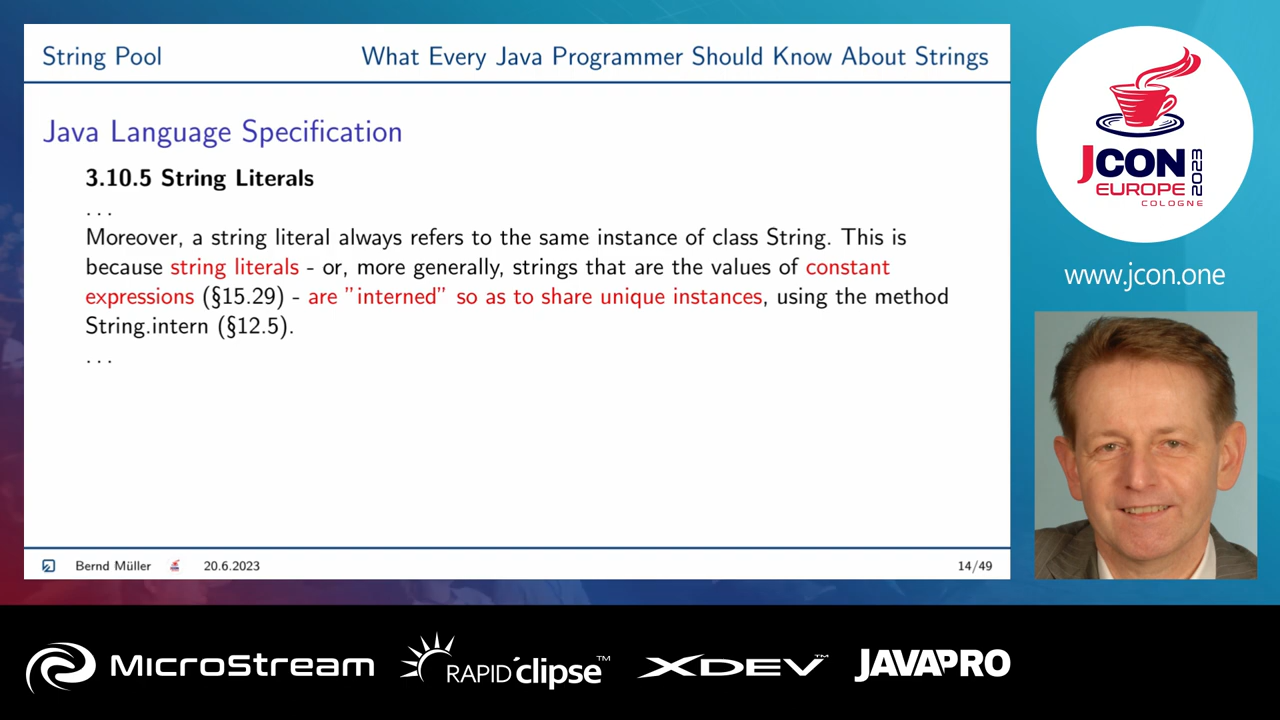 String Pool
What Every Java Programmer Should Know About Strings
Java Language Specification
3.10.5 String Literals
. . .
Moreover, a string literal always refers to the same instance of class String. This is
because string literals - or, more generally, strings that are the values of constant
expressions (§15.29) - are ”interned” so as to share unique instances, using the method
String.intern (§12.5).
. . .
Bernd Müller
20.6.2023
14/49
JCON
EUROPE
2023
COLOGNE
www.jcon.one
MicroStream
RAPID clipse™
XDEV™
JAVAPRO